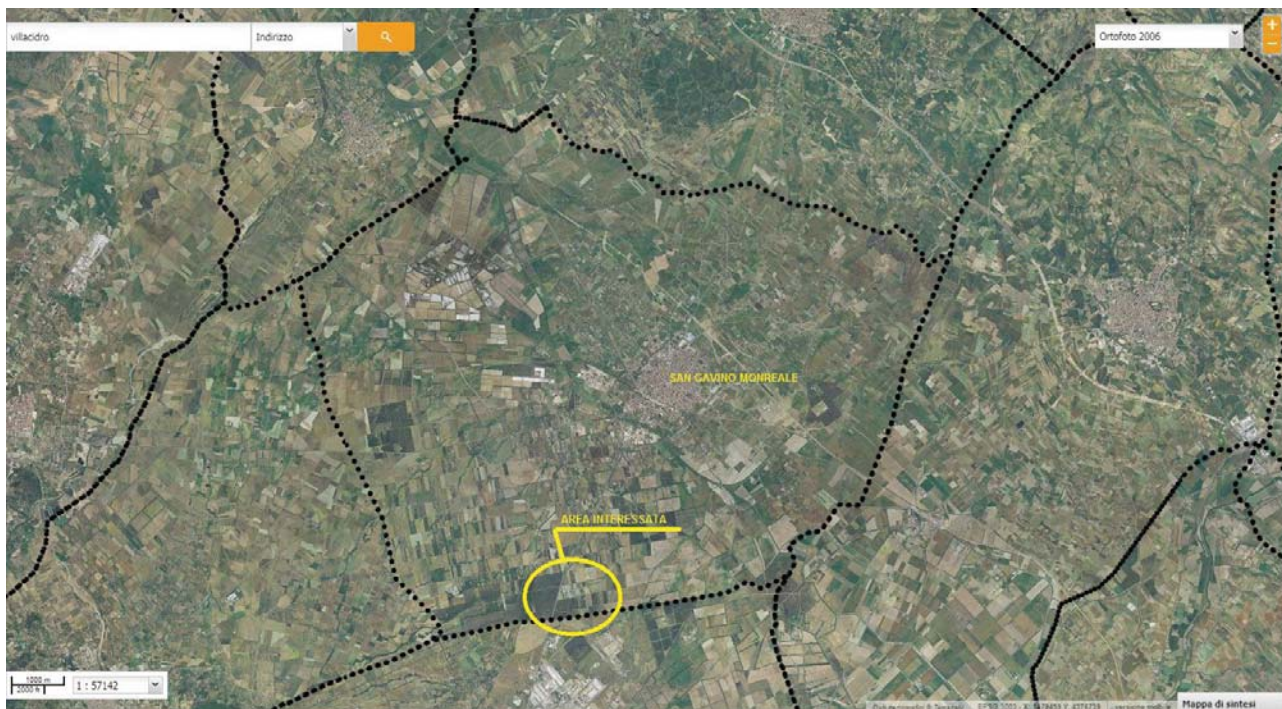 villacidro
Indirizzo
Ortofoto 2006
+
−
SAN GAVINO MONREALE
AREA INTERESSATA
1000 m
2000 ft
1 : 57142
Mappa di sintesi